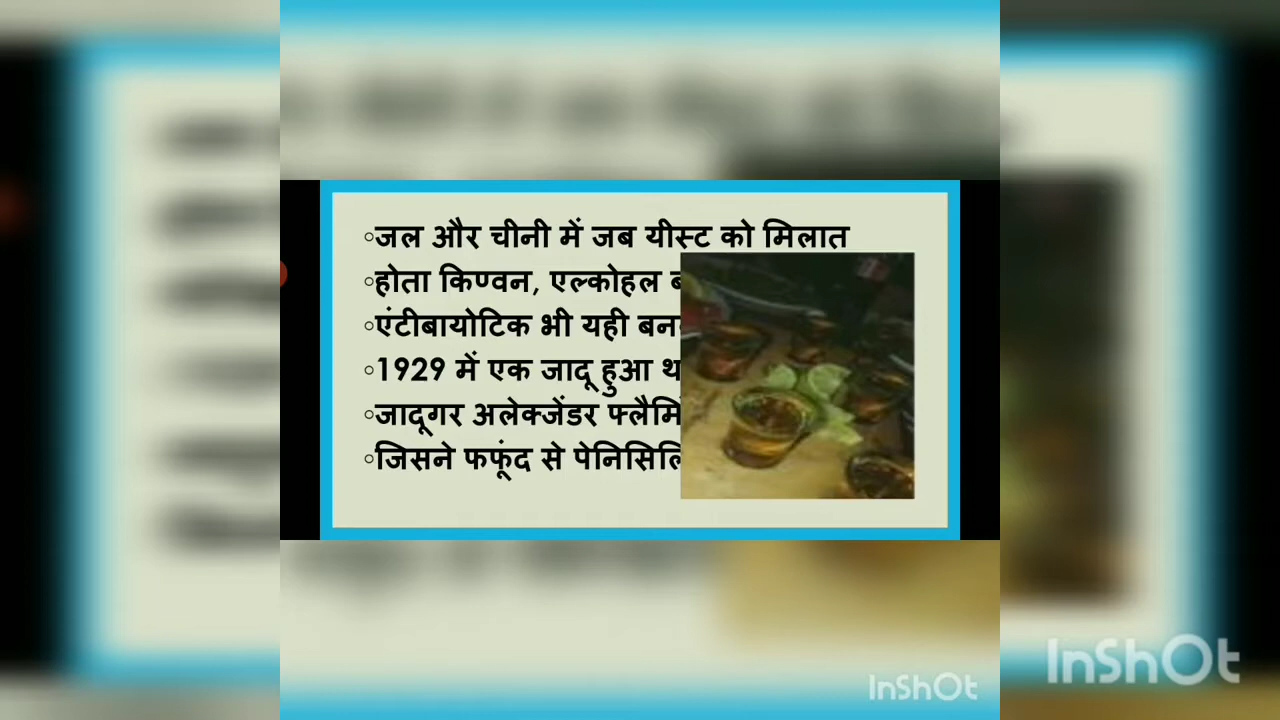 ◦जल और चीनी में जब यीस्ट को मिलात
◦होता किण्वन, एल्कोहल
◦एंटीबायोटिक भी यही
◦1929 में एक जादू हुआ
◦जादूगर अलेक्जेंडर
◦जिसने फफूंद से
InShOt
InShOt